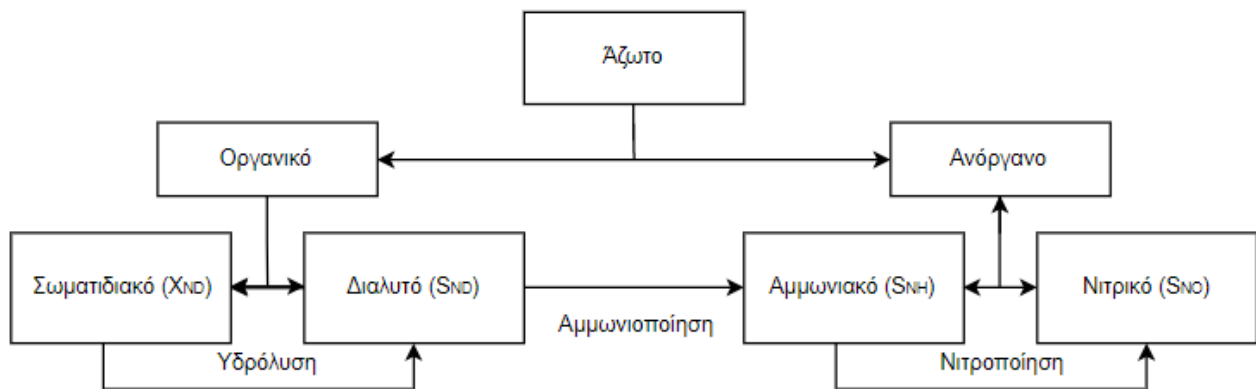 Άζωτο
Οργανικό
Ανόργανο
Σωματιδιακό (XND)
Διαλυτό (SND)
Αμμωνιακό (SNH)
Νιτρικό (SNO)
Αμμωνιοποίηση
Υδρόλυση
Νιτροποίηση